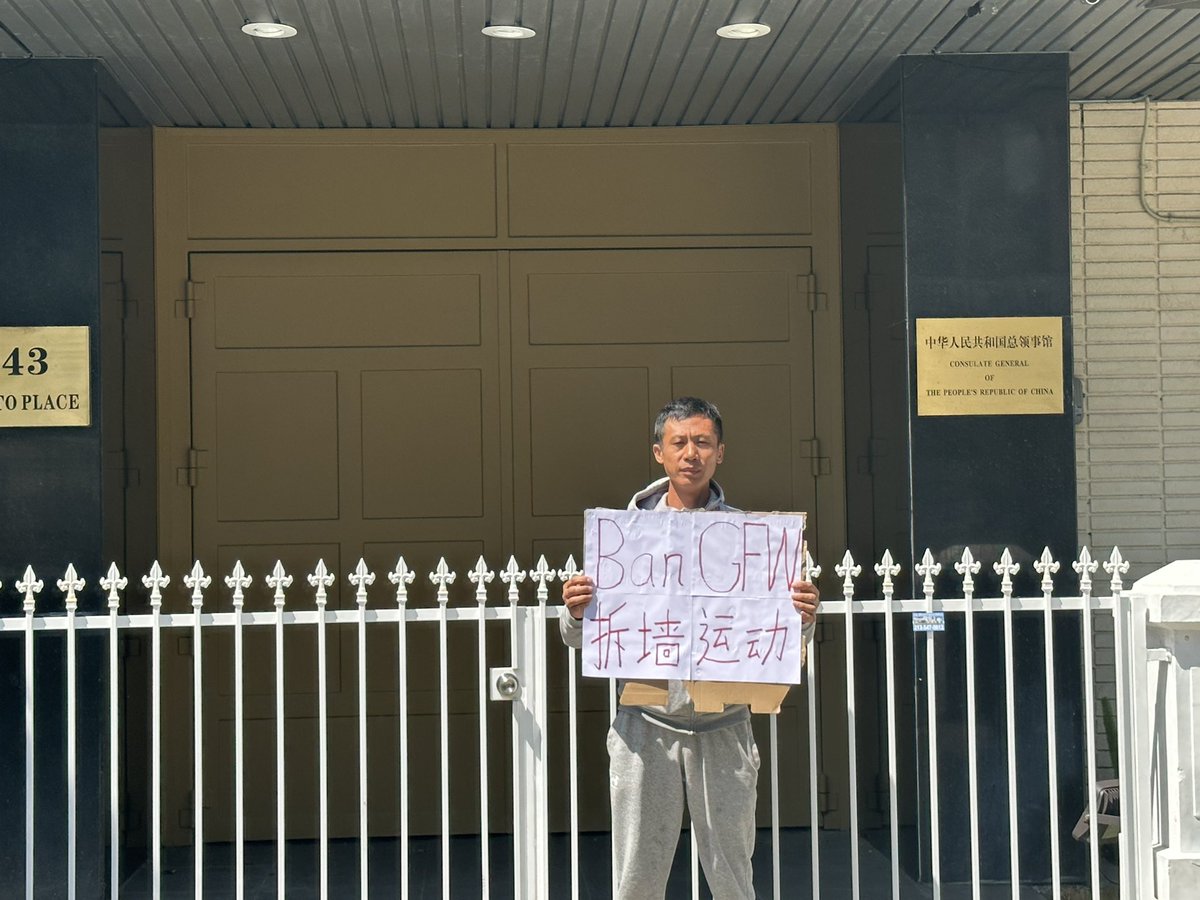 43
TO PLACE
中华人民共和国总领事馆
CONSULATE GENERAL
OF
THE PEOPLE'S REPUBLIC OF CHINA
Ban GFW
拆墙运动